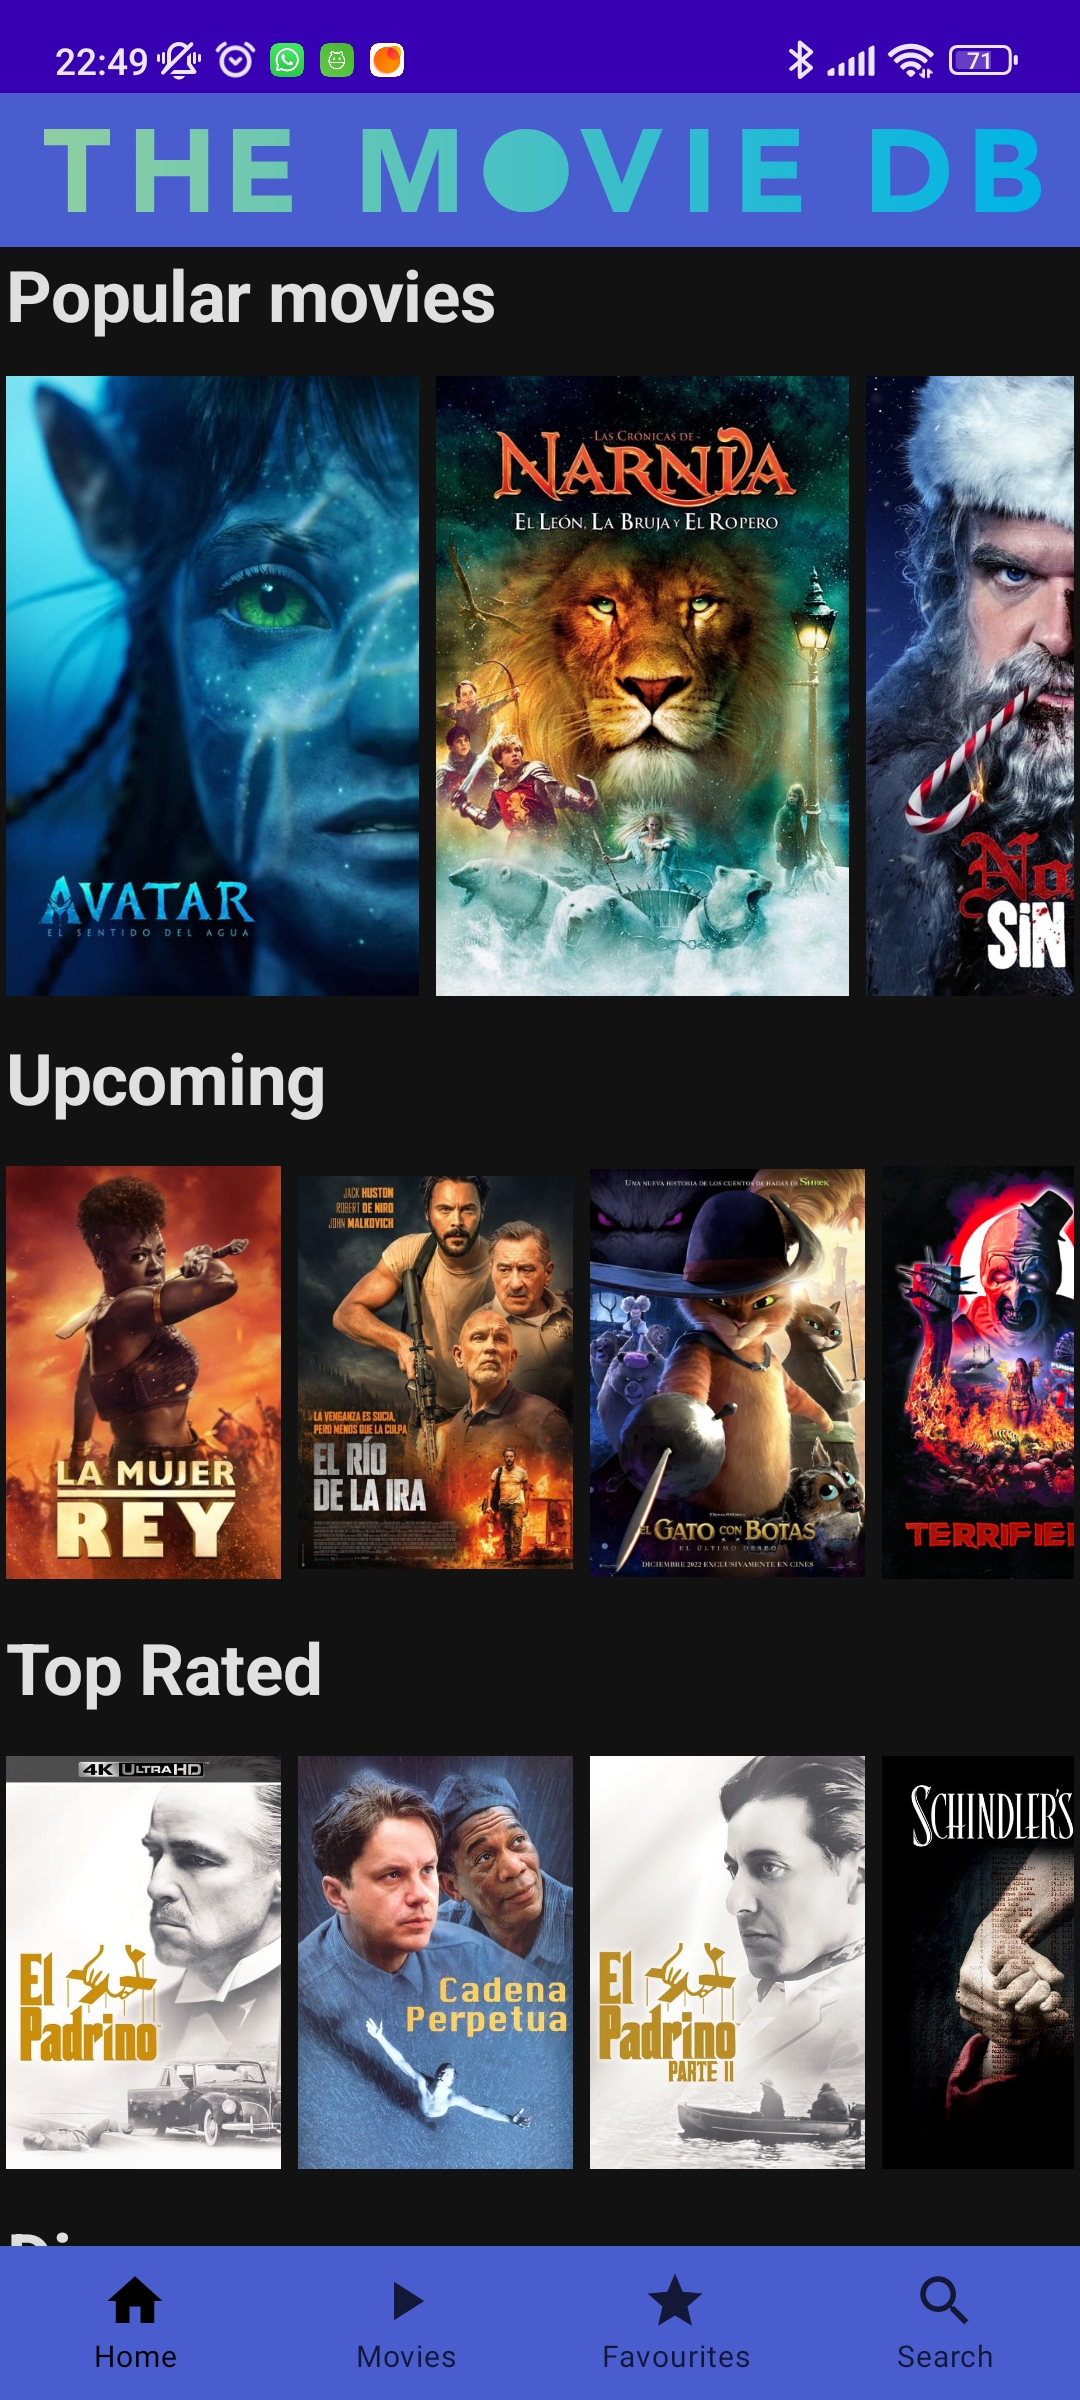 22:49
71
THE MOVIE DB
Popular movies
LAS CRÓNICAS DE
NARNIA
EL LEÓN, LA BRUJA Y EL ROPERO
AVATAR
EL SENTIDO DEL AGUA
No
SIN
Upcoming
LA MUJER
REY
JACK HUSTON
ROBERT DE NIRO
JOHN MALKOVICH
LA VENGANZA ES SUCIA,
PERO MENOS QUE LA CULPA
EL RÍO
DE LA IRA
UNA NUEVA HISTORIA DE LOS CUENTOS DE HADAS DE SHREK
EL GATO CON BOTAS
EL ÚLTIMO DESEO
DICIEMBRE 2022 EXCLUSIVAMENTE EN CINES
TERRIFIE
Top Rated
4K ULTRA HD
El
Padrino
Cadena
Perpetua
El
Padrino
PARTE II
SCHINDLER'S
Home
Movies
Favourites
Search